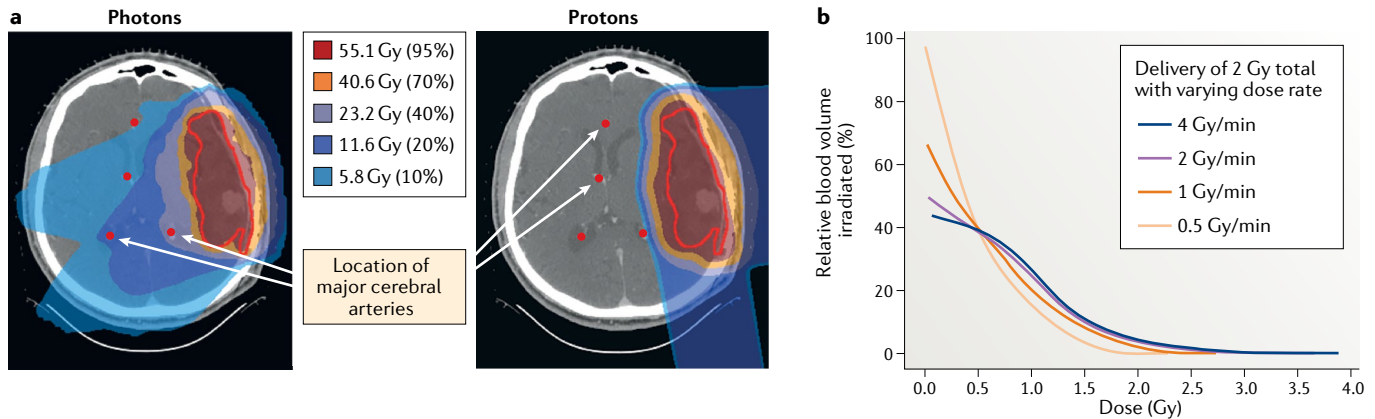 a
Photons
55.1 Gy (95%)
40.6 Gy (70%)
23.2 Gy (40%)
11.6 Gy (20%)
5.8 Gy (10%)
Location of
major cerebral
arteries
Protons
b
Relative blood volume
irradiated (%)
100
80
60
40
20
0
Delivery of 2 Gy total
with varying dose rate
4 Gy/min
2 Gy/min
1 Gy/min
0.5 Gy/min
0.0
0.5
1.0
1.5
2.0
2.5
3.0
3.5
4.0
Dose (Gy)